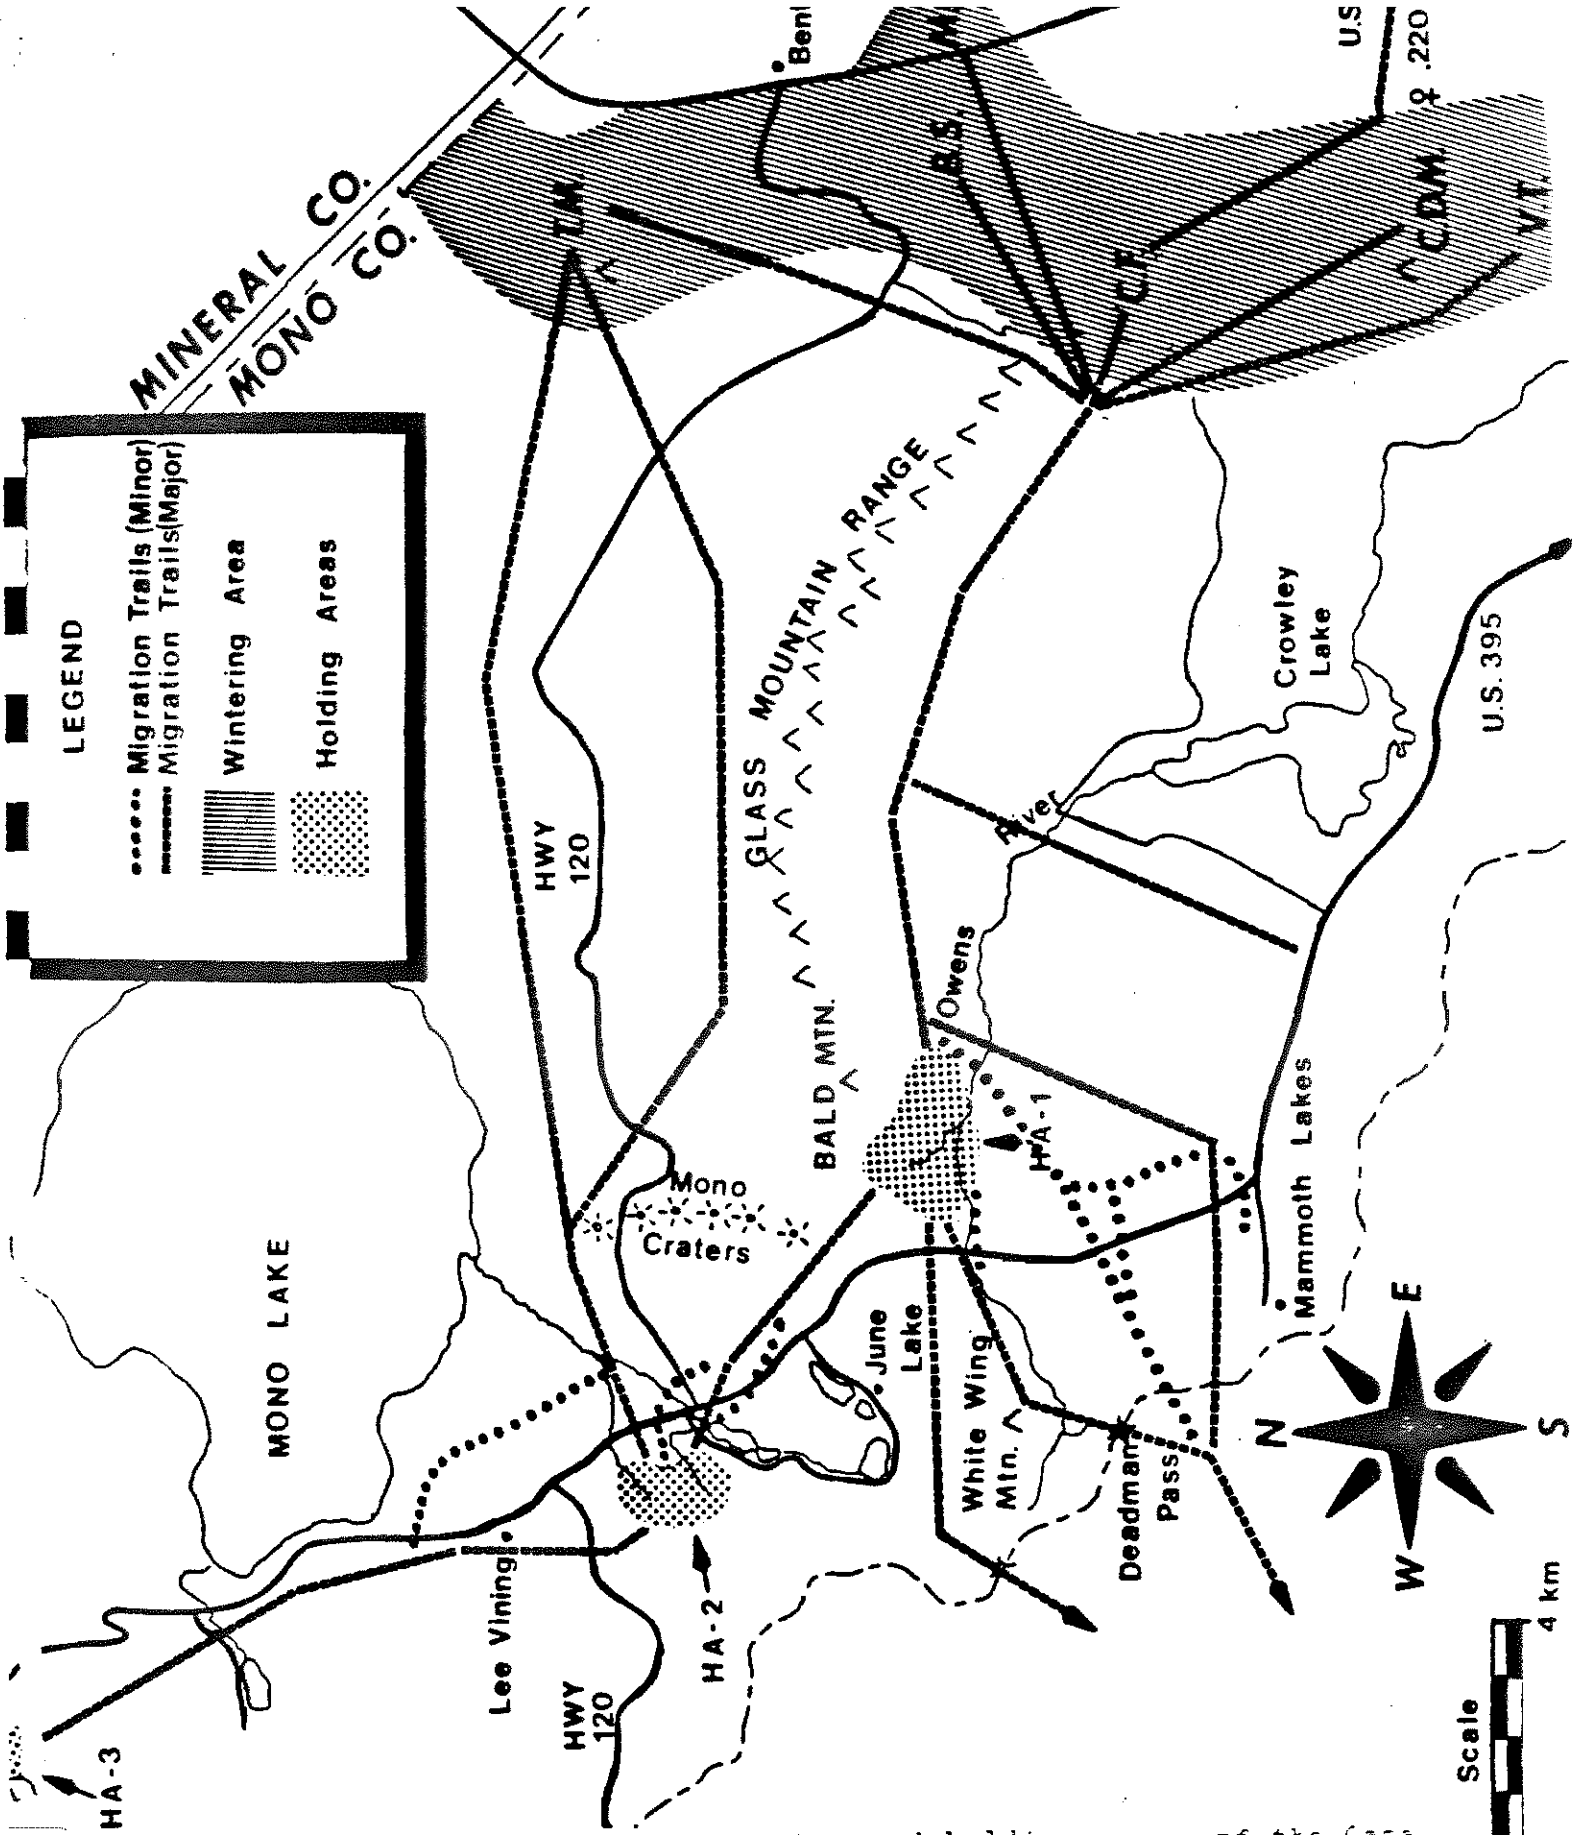 LEGEND
Migration Trails (Minor)
Migration Trails(Major)
Wintering Area
Holding Areas
MINERAL CO.
MONO CO.
MONO LAKE
HWY
120
GLASS MOUNTAIN RANGE
BALD MTN.
Mono
Craters
Owens
River
Crowley
Lake
U.S. 395
HA-1
Mammoth Lakes
June
Lake
White Wing
Mtn.
Deadman
Pass
Lee Vining
HWY
120
HA-2
HA-3
B.S.
C.F.
C.D.M.
V.T.
♀ .220
N
E
S
W
Scale
4 km
of the